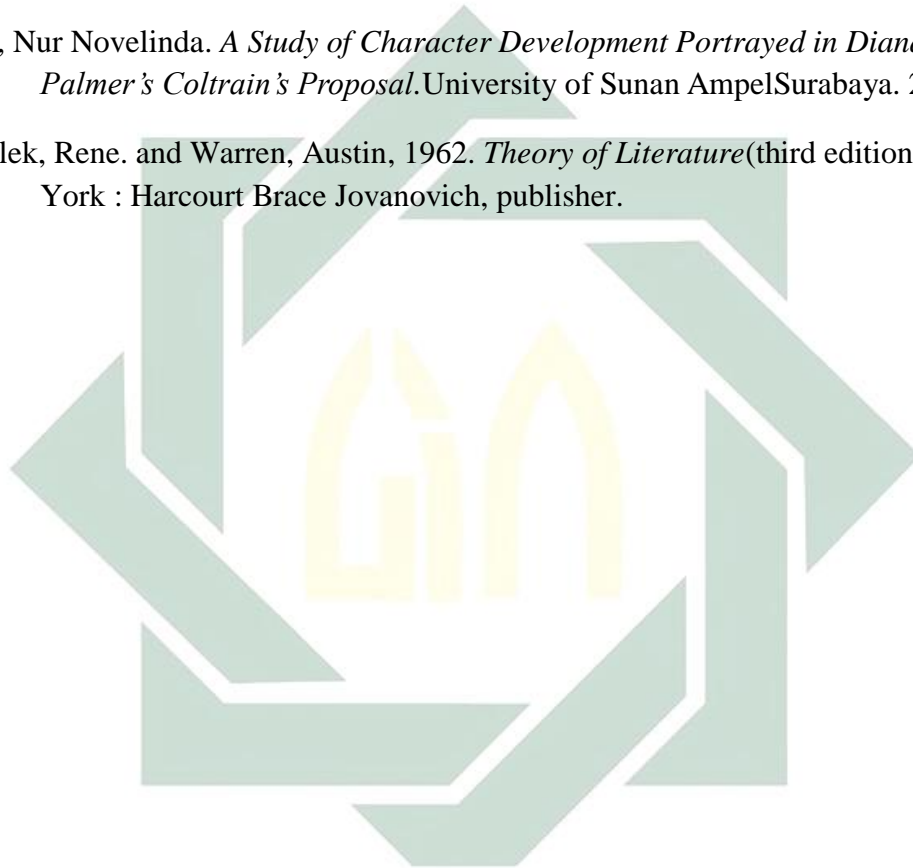 , Nur Novelinda. A Study of Character Development Portrayed in
Palmer’s Coltrain’s Proposal.University of Sunan AmpelSurabaya.
lek, Rene. and Warren, Austin, 1962. Theory of Literature(third edition
York : Harcourt Brace Jovanovich, publisher.